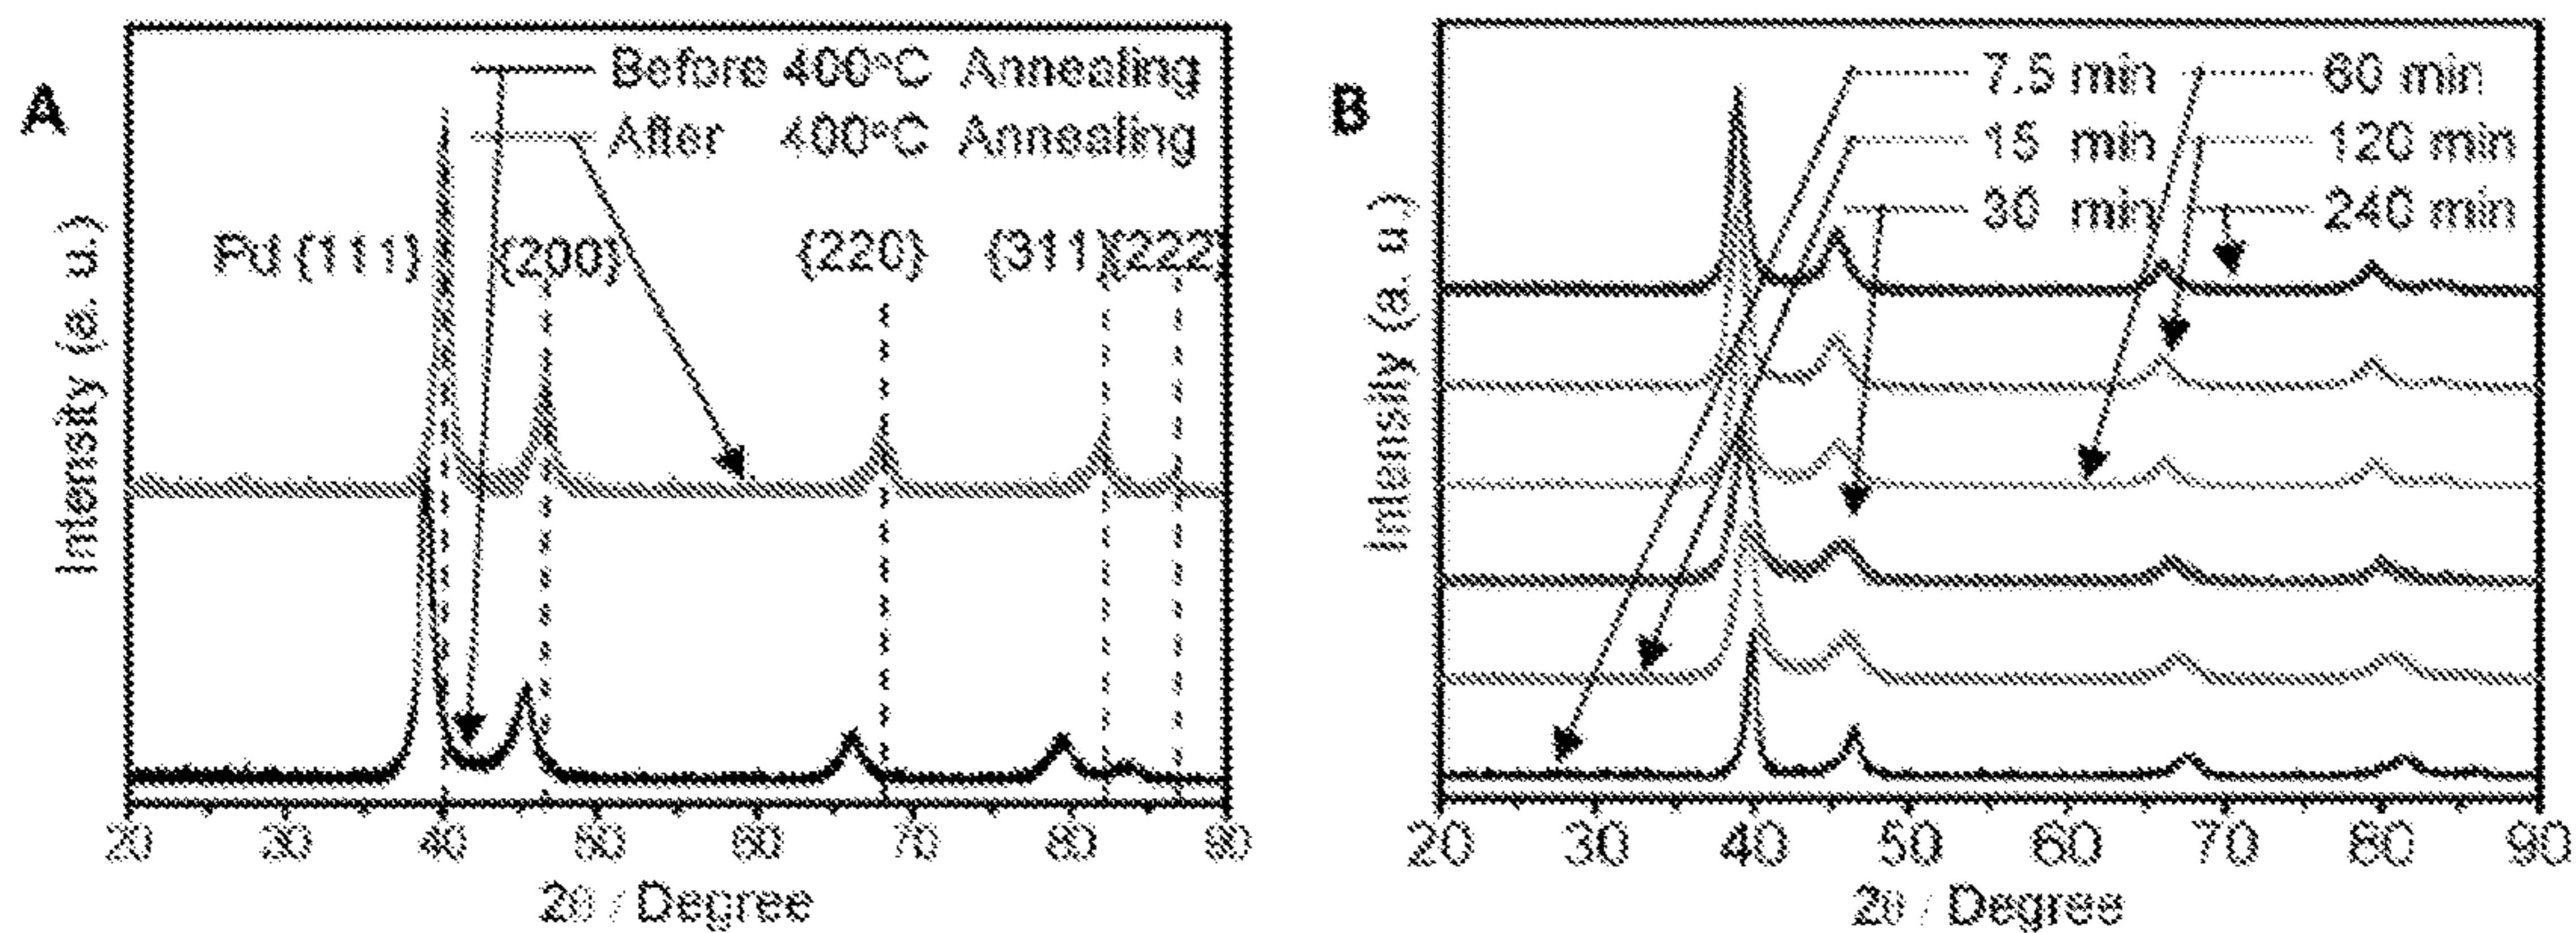 A
Before 400°C Annealing
After 400°C Annealing
Pd {111} {200} {220} {311} {222}
Intensity (a. u.)
20 30 40 50 60 70 80 90
2θ / Degree
B
7.5 min 60 min
15 min 120 min
30 min 240 min
Intensity (a. u.)
20 30 40 50 60 70 80 90
2θ / Degree